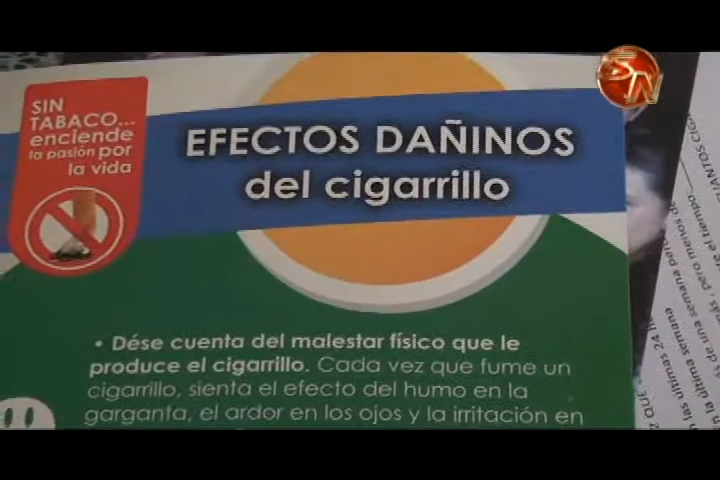 SIN
TABACO...
enciende
la pasión por
la vida
EFECTOS DAÑINOS
del cigarrillo
• Dése cuenta del malestar físico que le
produce el cigarrillo. Cada vez que fume un
cigarrillo, sienta el efecto del humo en la
garganta, el ardor en los ojos y la irritación en